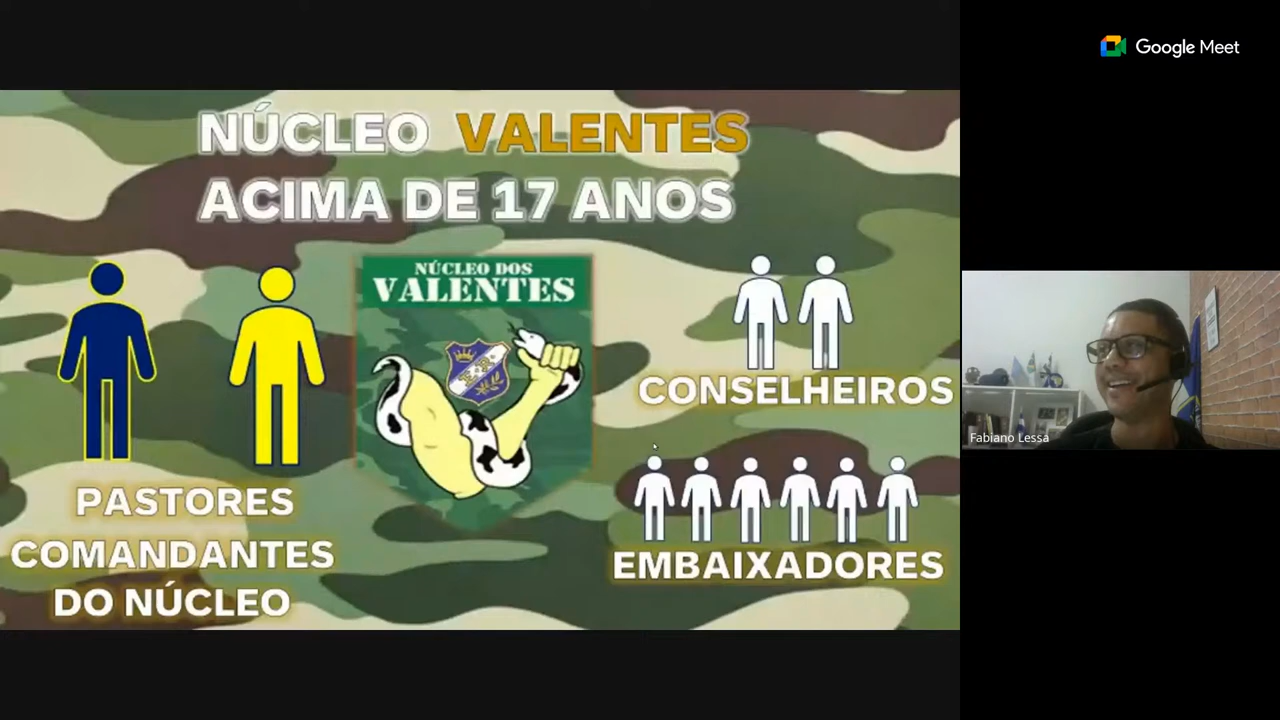 Google Meet
NÚCLEO VALENTES
ACIMA DE 17 ANOS
NÚCLEO DOS
VALENTES
CONSELHEIROS
Fabiano Lessa
PASTORES
COMANDANTES
DO NÚCLEO
EMBAIXADORES